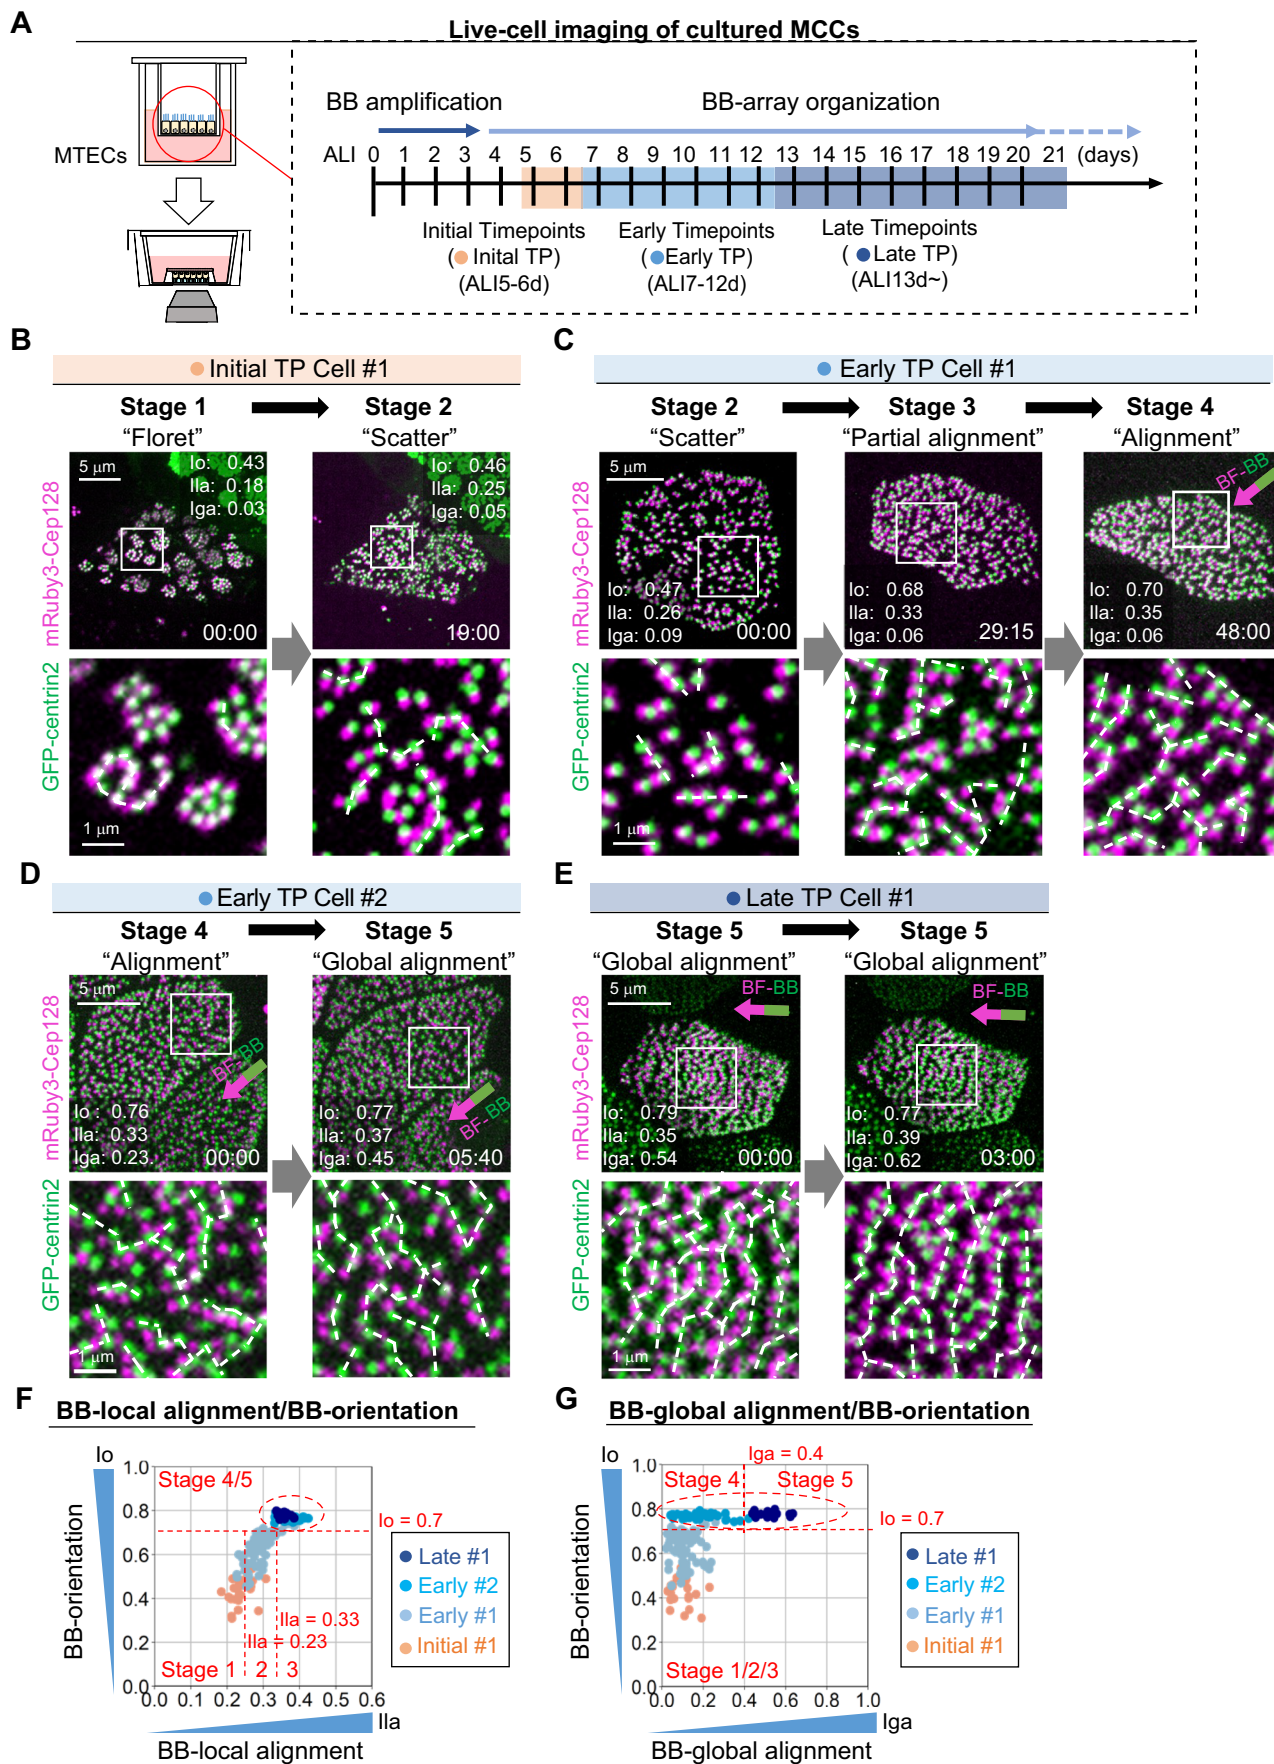 A
Live-cell imaging of cultured MCCs
BB amplification
BB-array organization
MTECs
ALI 0 1 2 3 4 5 6 7 8 9 10 11 12 13 14 15 16 17 18 19 20 21 (days)
Initial Timepoints
(● Inital TP)
(ALI5-6d)
Early Timepoints
(●Early TP)
(ALI7-12d)
Late Timepoints
( ●Late TP)
(ALI13d~)
B
● Initial TP Cell #1
Stage 1
Stage 2
“Floret”
“Scatter”
mRuby3-Cep128
GFP-centrin2
5 μm
Io: 0.43
Ila: 0.18
Iga: 0.03
00:00
Io: 0.46
Ila: 0.25
Iga: 0.05
19:00
1 μm
C
● Early TP Cell #1
Stage 2
Stage 3
Stage 4
“Scatter”
“Partial alignment”
“Alignment”
mRuby3-Cep128
GFP-centrin2
5 μm
Io: 0.47
Ila: 0.26
Iga: 0.09
00:00
Io: 0.68
Ila: 0.33
Iga: 0.06
29:15
BF-BB
Io: 0.70
Ila: 0.35
Iga: 0.06
48:00
1 μm
D
● Early TP Cell #2
Stage 4
Stage 5
“Alignment”
“Global alignment”
mRuby3-Cep128
GFP-centrin2
5 μm
BF-BB
Io : 0.76
Ila: 0.33
Iga: 0.23.
00:00
BF-BB
Io: 0.77
Ila: 0.37
Iga: 0.45
05:40
1 μm
E
● Late TP Cell #1
Stage 5
Stage 5
“Global alignment”
“Global alignment”
mRuby3-Cep128
GFP-centrin2
5 μm
BF-BB
Io: 0.79
Ila: 0.35
Iga: 0.54
00:00
BF-BB
Io: 0.77
Ila: 0.39
Iga: 0.62
03:00
1 μm
F
BB-local alignment/BB-orientation
Io
BB-orientation
1.0
0.8
0.6
0.4
0.2
0.0
Stage 4/5
Io = 0.7
Ila = 0.33
Ila = 0.23
Stage 1 2 3
0.0 0.1 0.2 0.3 0.4 0.5 0.6
Ila
BB-local alignment
● Late #1
● Early #2
● Early #1
● Initial #1
G
BB-global alignment/BB-orientation
Io
BB-orientation
Iga = 0.4
1.0
0.8
0.6
0.4
0.2
0.0
Stage 4
Stage 5
Io = 0.7
Stage 1/2/3
0.0 0.2 0.4 0.6 0.8 1.0
Iga
BB-global alignment
● Late #1
● Early #2
● Early #1
● Initial #1